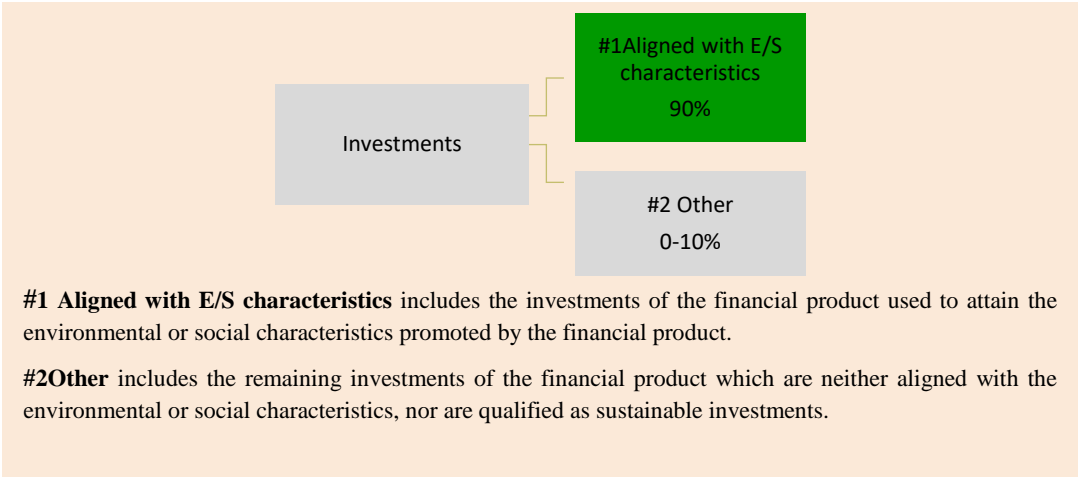 #1Aligned with E/S
characteristics
90%
Investments
#2 Other
0-10%
#1 Aligned with E/S characteristics includes the investments of the financial product used to attain the
environmental or social characteristics promoted by the financial product.
#2Other includes the remaining investments of the financial product which are neither aligned with the
environmental or social characteristics, nor are qualified as sustainable investments.